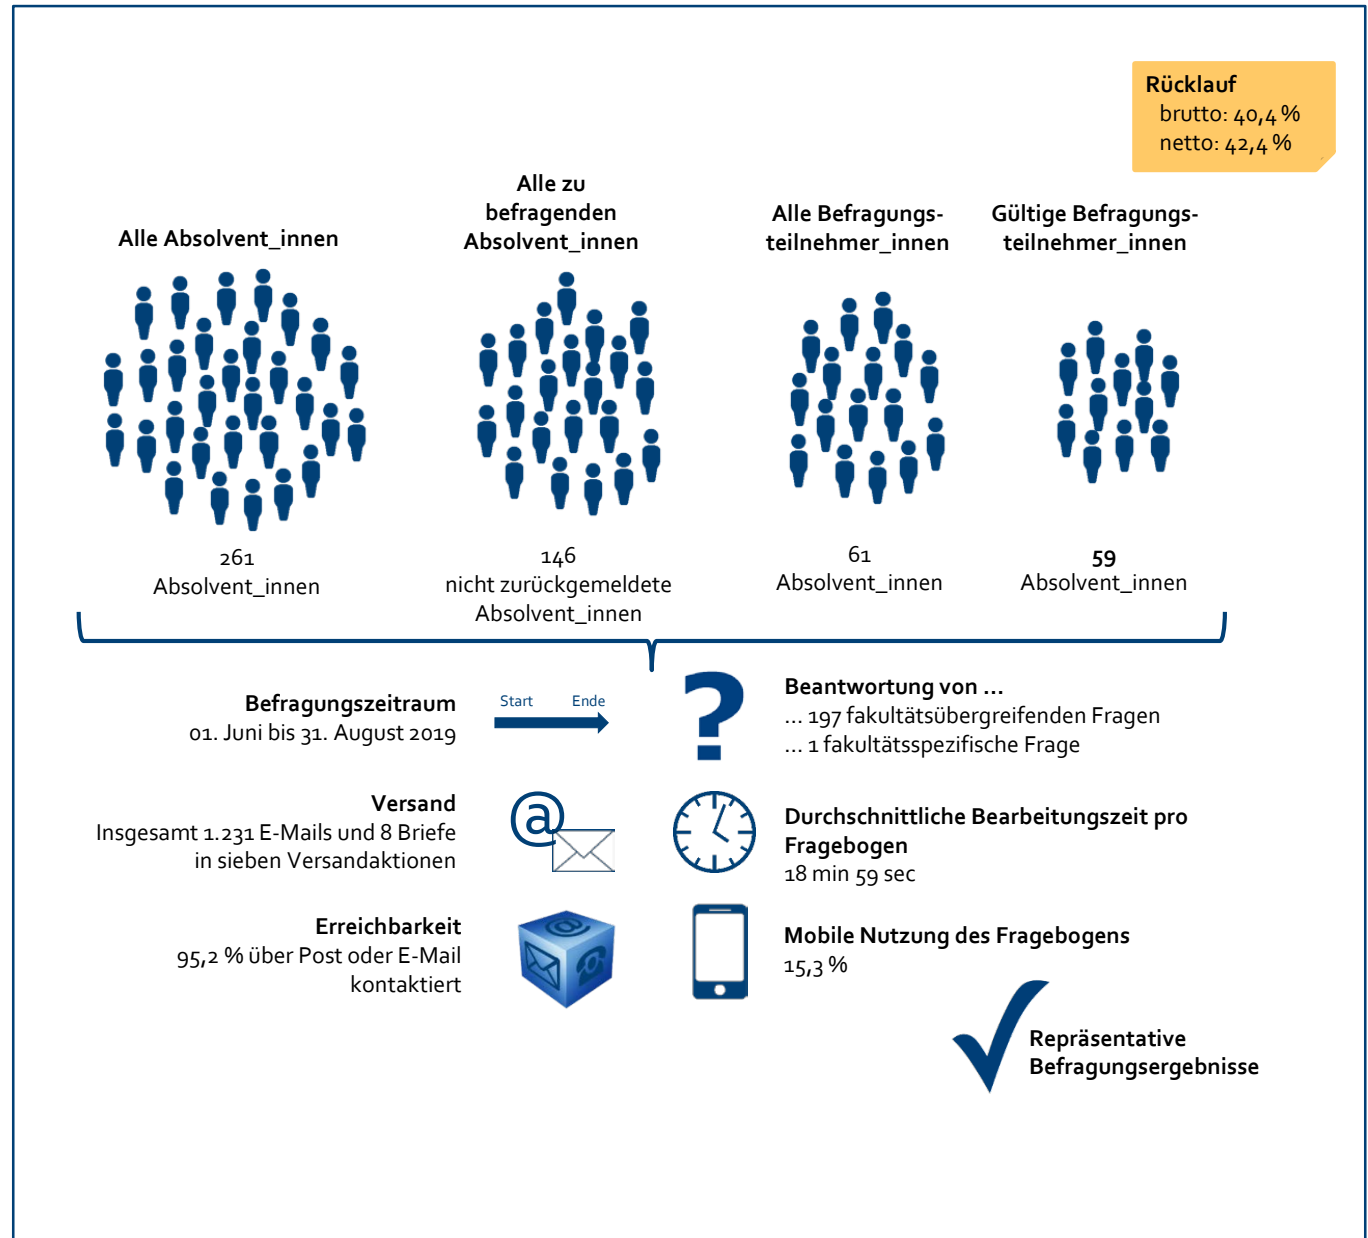 Rücklauf
brutto: 40,4 %
netto: 42,4 %
Alle Absolvent_innen
Alle zu
befragenden
Absolvent_innen
Alle Befragungs-
teilnehmer_innen
Gültige Befragungs-
teilnehmer_innen
261
Absolvent_innen
146
nicht zurückgemeldete
Absolvent_innen
61
Absolvent_innen
59
Absolvent_innen
Befragungszeitraum
01. Juni bis 31. August 2019
Start Ende
?
Beantwortung von ...
... 197 fakultätsübergreifenden Fragen
... 1 fakultätsspezifische Frage
Versand
Insgesamt 1.231 E-Mails und 8 Briefe
in sieben Versandaktionen
@
Durchschnittliche Bearbeitungszeit pro
Fragebogen
18 min 59 sec
Erreichbarkeit
95,2 % über Post oder E-Mail
kontaktiert
@
Mobile Nutzung des Fragebogens
15,3 %
Repräsentative
Befragungsergebnisse